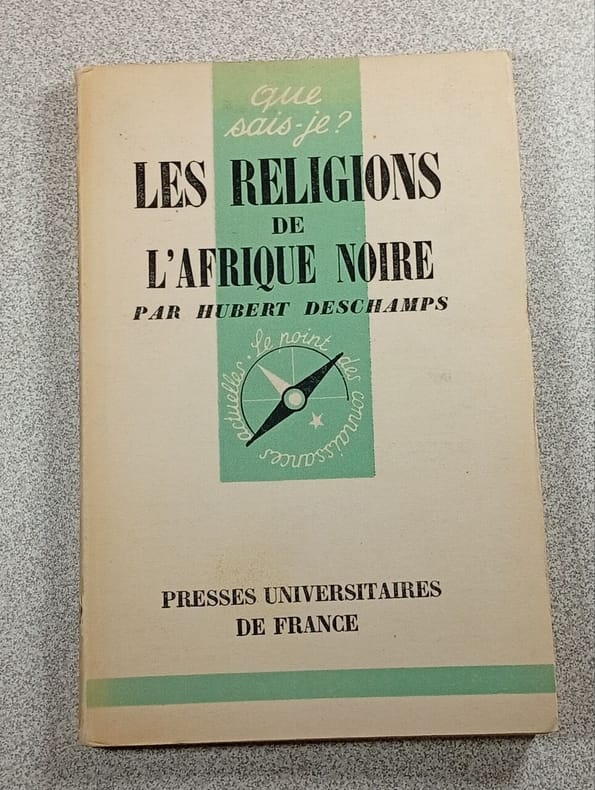 que
sais-je?
LES RELIGIONS
DE
L'AFRIQUE NOIRE
PAR HUBERT DESCHAMPS
le point des connaissances actuelles.
PRESSES UNIVERSITAIRES
DE FRANCE